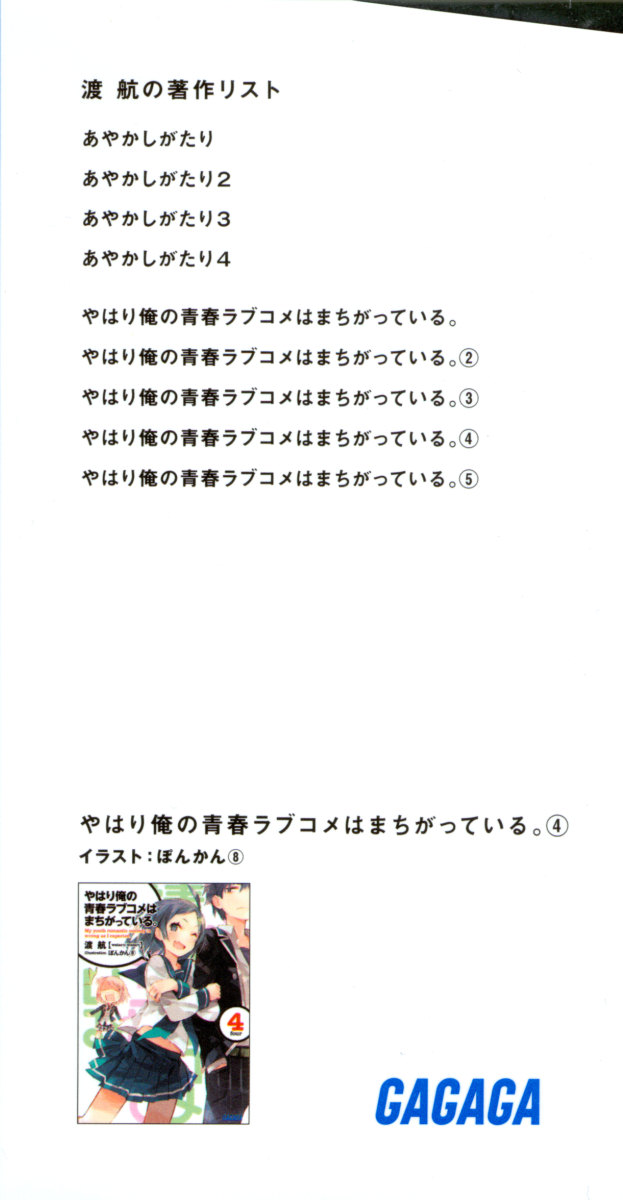 渡 航の著作リスト
あやかしがたり
あやかしがたり2
あやかしがたり3
あやかしがたり4
やはり俺の青春ラブコメはまちがっている。
やはり俺の青春ラブコメはまちがっている。②
やはり俺の青春ラブコメはまちがっている。③
やはり俺の青春ラブコメはまちがっている。④
やはり俺の青春ラブコメはまちがっている。⑤
やはり俺の青春ラブコメはまちがっている。④
イラスト：ぽんかん⑧
やはり俺の
青春ラブコメは
まちがっている。
渡 航
ぽんかん⑧
4
four
GAGAGA